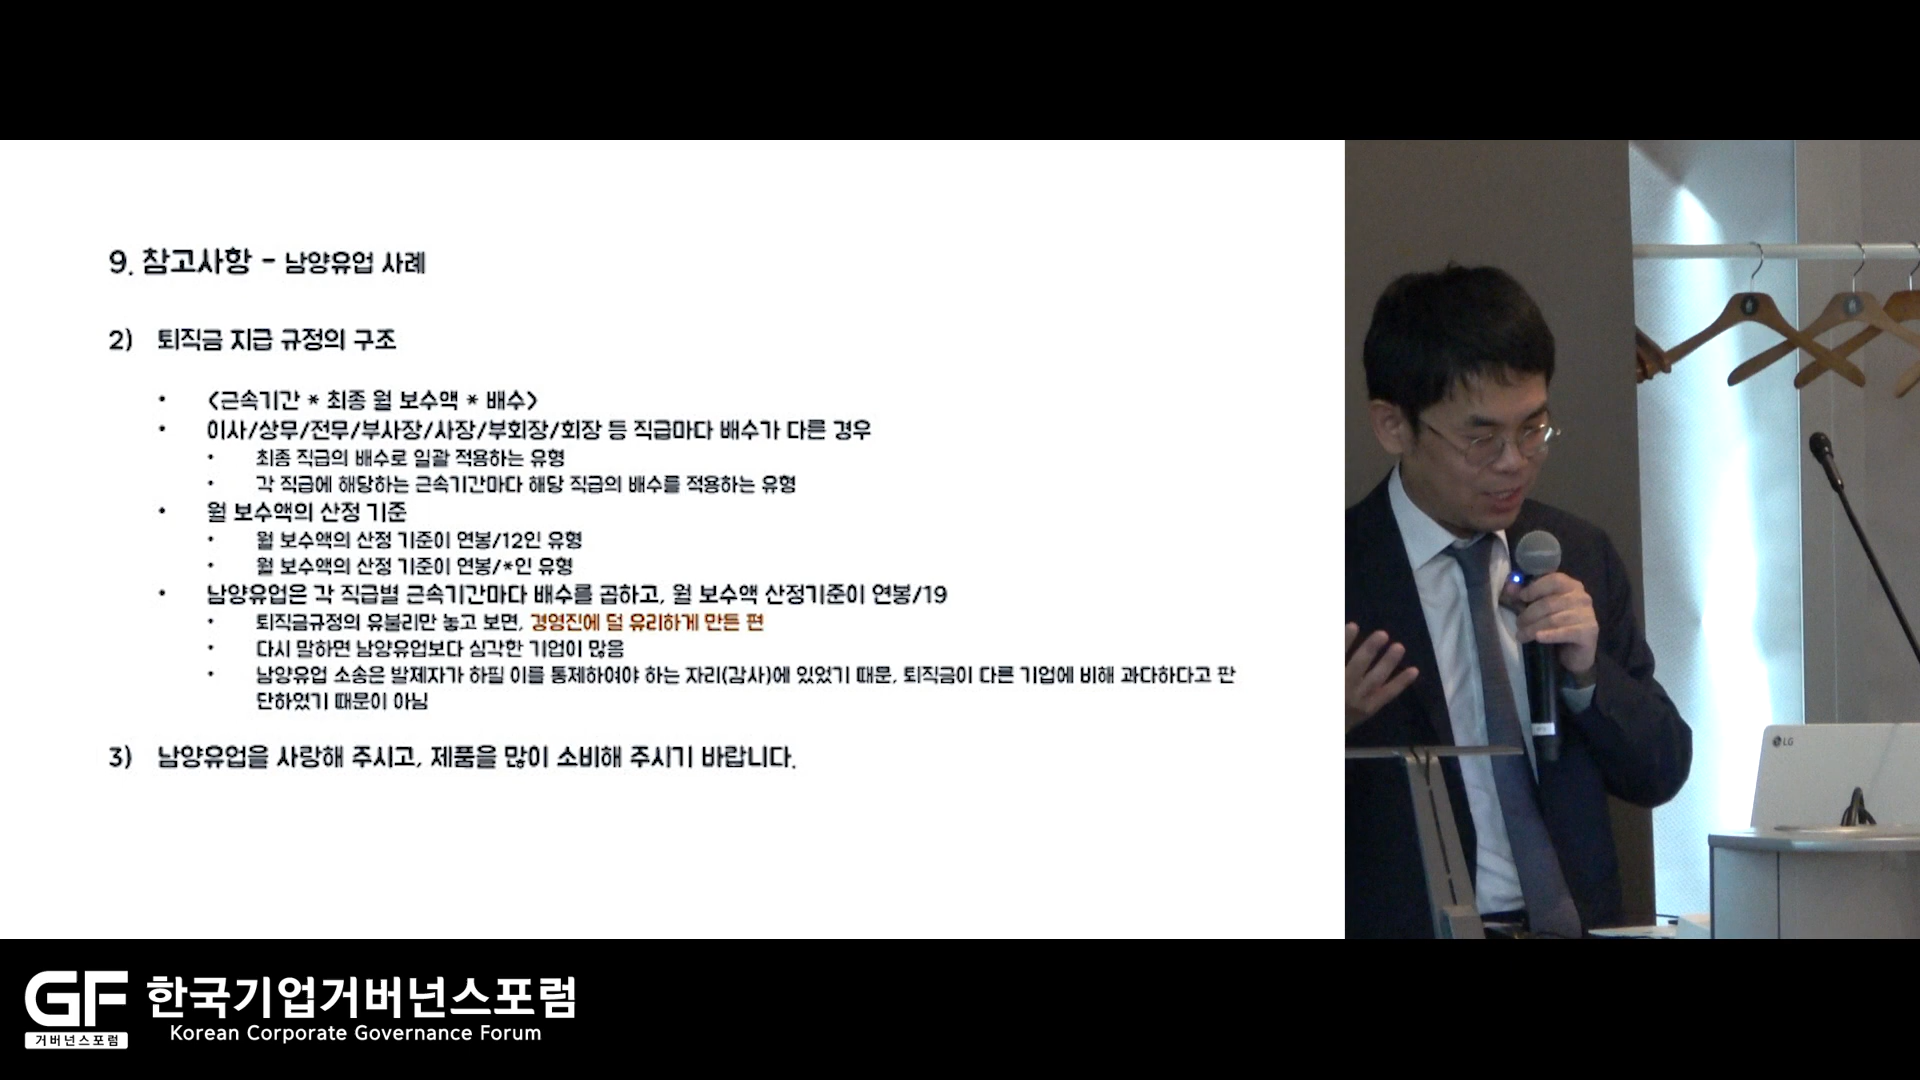 9. 참고사항 - 남양유업 사례
2) 퇴직금 지급 규정의 구조
• <근속기간 * 최종 월 보수액 * 배수>
• 이사/상무/전무/부사장/사장/부회장/회장 등 직급마다 배수가 다른 경우
• 최종 직급의 배수로 일괄 적용하는 유형
• 각 직급에 해당하는 근속기간마다 해당 직급의 배수를 적용하는 유형
• 월 보수액의 산정 기준
• 월 보수액의 산정 기준이 연봉/12인 유형
• 월 보수액의 산정 기준이 연봉/*인 유형
• 남양유업은 각 직급별 근속기간마다 배수를 곱하고, 월 보수액 산정기준이 연봉/19
• 퇴직금규정의 유불리만 놓고 보면, 경영진에 덜 유리하게 만든 편
• 다시 말하면 남양유업보다 심각한 기업이 많음
• 남양유업 소송은 발제자가 하필 이를 통제하여야 하는 자리(감사)에 있었기 때문, 퇴직금이 다른 기업에 비해 과다하다고 판
단하였기 때문이 아님
3) 남양유업을 사랑해 주시고, 제품을 많이 소비해 주시기 바랍니다.
LG
GF 한국기업거버넌스포럼
거버넌스포럼 Korean Corporate Governance Forum